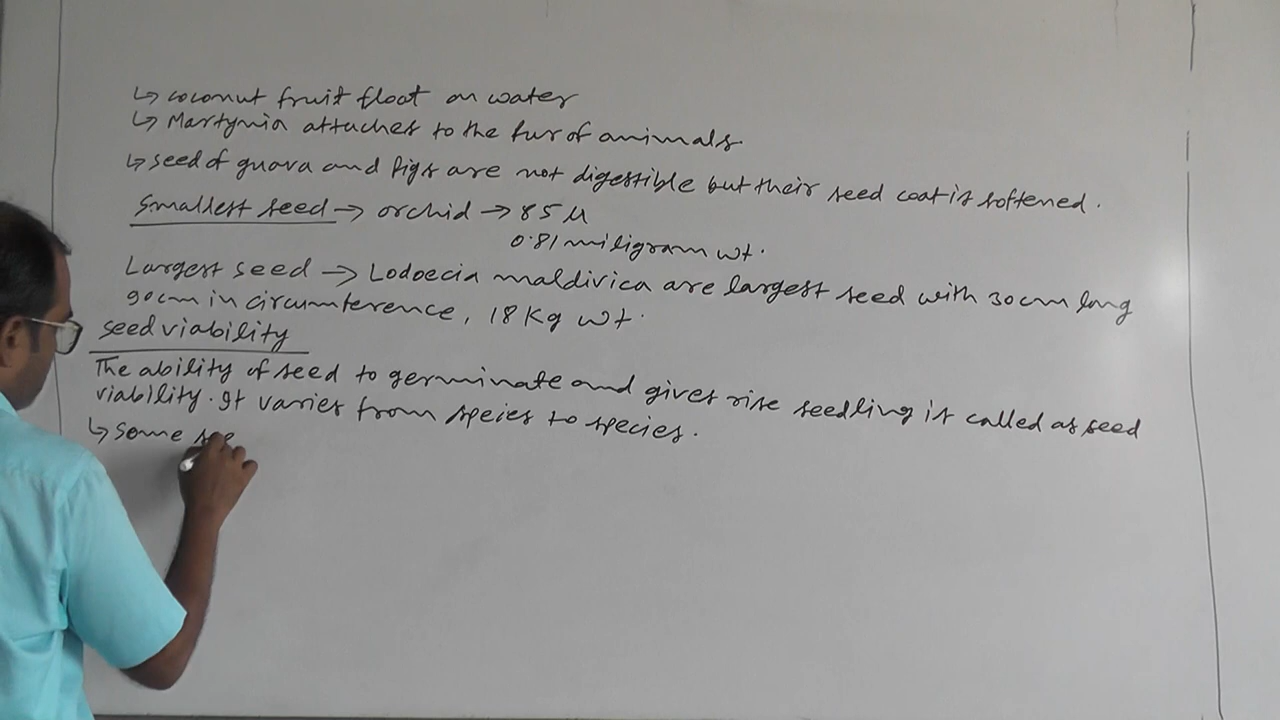 ↳ coconut fruit float on water
↳ Martynia attaches to the fur of animals.
↳ seed of guava and figs are not digestible but their seed coat is softened.
Smallest seed → orchid → 85 μ
0.81 miligram wt.
Largest seed → Lodoecia maldivica are largest seed with 30cm long
90cm in circumference, 18 Kg wt.
seed viability
The ability of seed to germinate and gives rise seedling is called as seed
viability. It varies from speies to species.
↳ some se